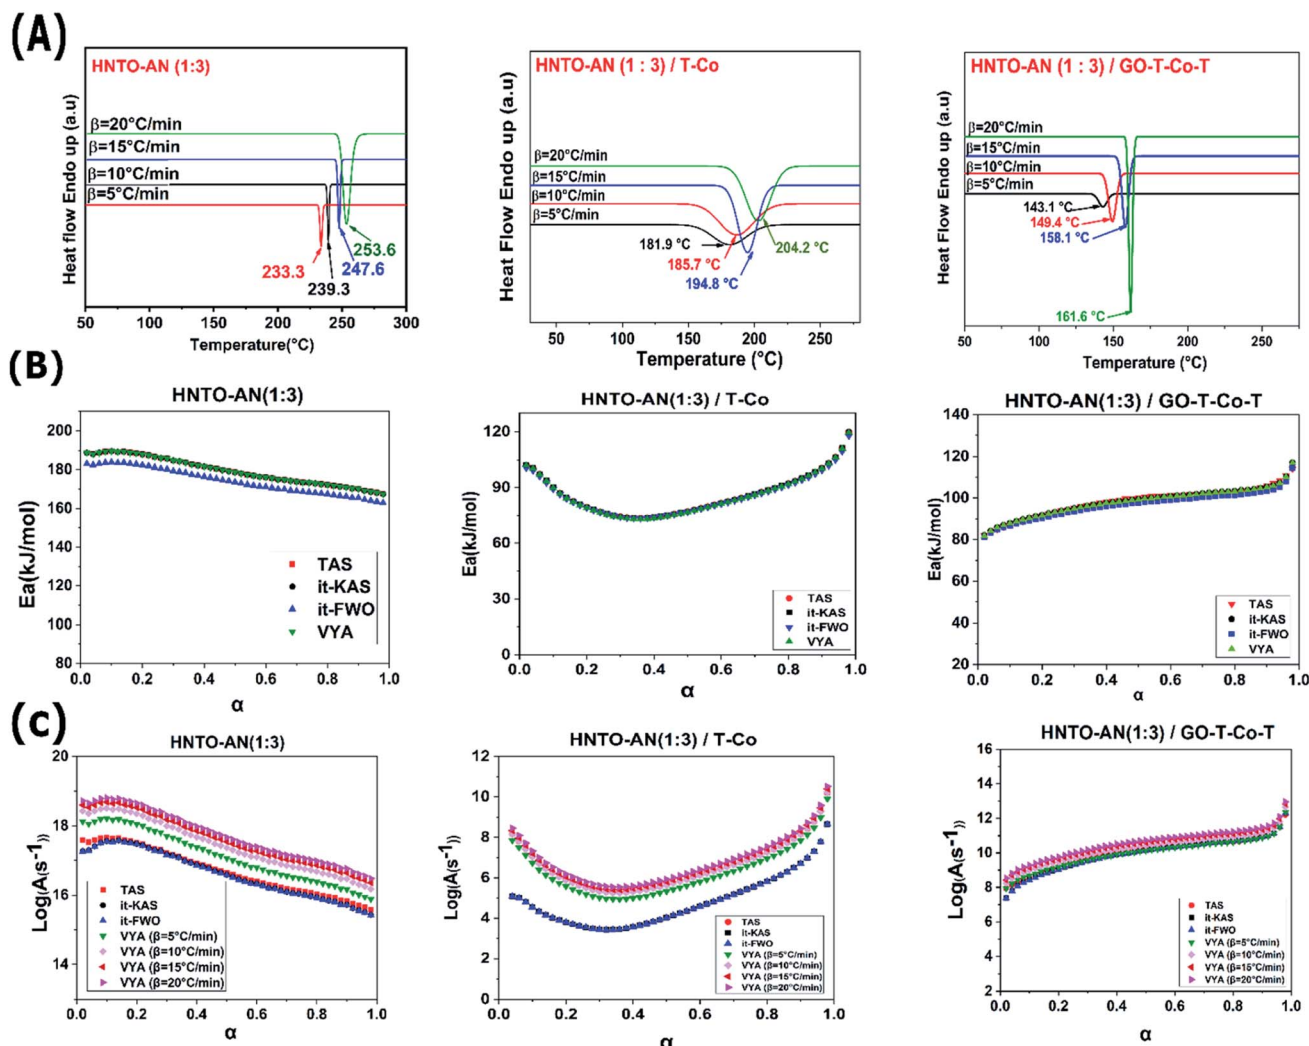 (A)
HNTO-AN (1:3)
β=20°C/min
β=15°C/min
β=10°C/min
β=5°C/min
253.6
247.6
233.3
239.3
Heat flow Endo up (a.u)
50 100 150 200 250 300
Temperature(°C)
HNTO-AN (1 : 3) / T-Co
β=20°C/min
β=15°C/min
β=10°C/min
β=5°C/min
181.9 °C
204.2 °C
185.7 °C
194.8 °C
Heat Flow Endo up (a.u)
50 100 150 200 250
Temperature (°C)
HNTO-AN (1 : 3) / GO-T-Co-T
β=20°C/min
β=15°C/min
β=10°C/min
β=5°C/min
143.1 °C
149.4 °C
158.1 °C
161.6 °C
Heat Flow Endo up (a.u)
50 100 150 200 250
Temperature (°C)
(B)
HNTO-AN(1:3)
Ea(kJ/mol)
200
180
160
140
120
100
80
TAS
it-KAS
it-FWO
VYA
0.0 0.2 0.4 0.6 0.8 1.0
α
HNTO-AN(1:3) / T-Co
Ea(kJ/mol)
120
90
60
30
0
TAS
it-KAS
it-FWO
VYA
0.0 0.2 0.4 0.6 0.8 1.0
α
HNTO-AN(1:3) / GO-T-Co-T
Ea(kJ/mol)
140
120
100
80
60
40
20
TAS
it-KAS
it-FWO
VYA
0.0 0.2 0.4 0.6 0.8 1.0
α
(c)
HNTO-AN(1:3)
Log(A(s-1))
20
18
16
14
TAS
it-KAS
it-FWO
VYA (β=5°C/min)
VYA (β=10°C/min)
VYA (β=15°C/min)
VYA (β=20°C/min)
0.0 0.2 0.4 0.6 0.8 1.0
α
HNTO-AN(1:3) / T-Co
Log(A(s-1))
12
10
8
6
4
2
0
TAS
it-KAS
it-FWO
VYA (β=5°C/min)
VYA (β=10°C/min)
VYA (β=15°C/min)
VYA (β=20°C/min)
0.0 0.2 0.4 0.6 0.8 1.0
α
HNTO-AN(1:3) / GO-T-Co-T
Log(A(s-1))
16
14
12
10
8
6
4
2
TAS
it-KAS
it-FWO
VYA (β=5°C/min)
VYA (β=10°C/min)
VYA (β=15°C/min)
VYA (β=20°C/min)
0.0 0.2 0.4 0.6 0.8 1.0
α